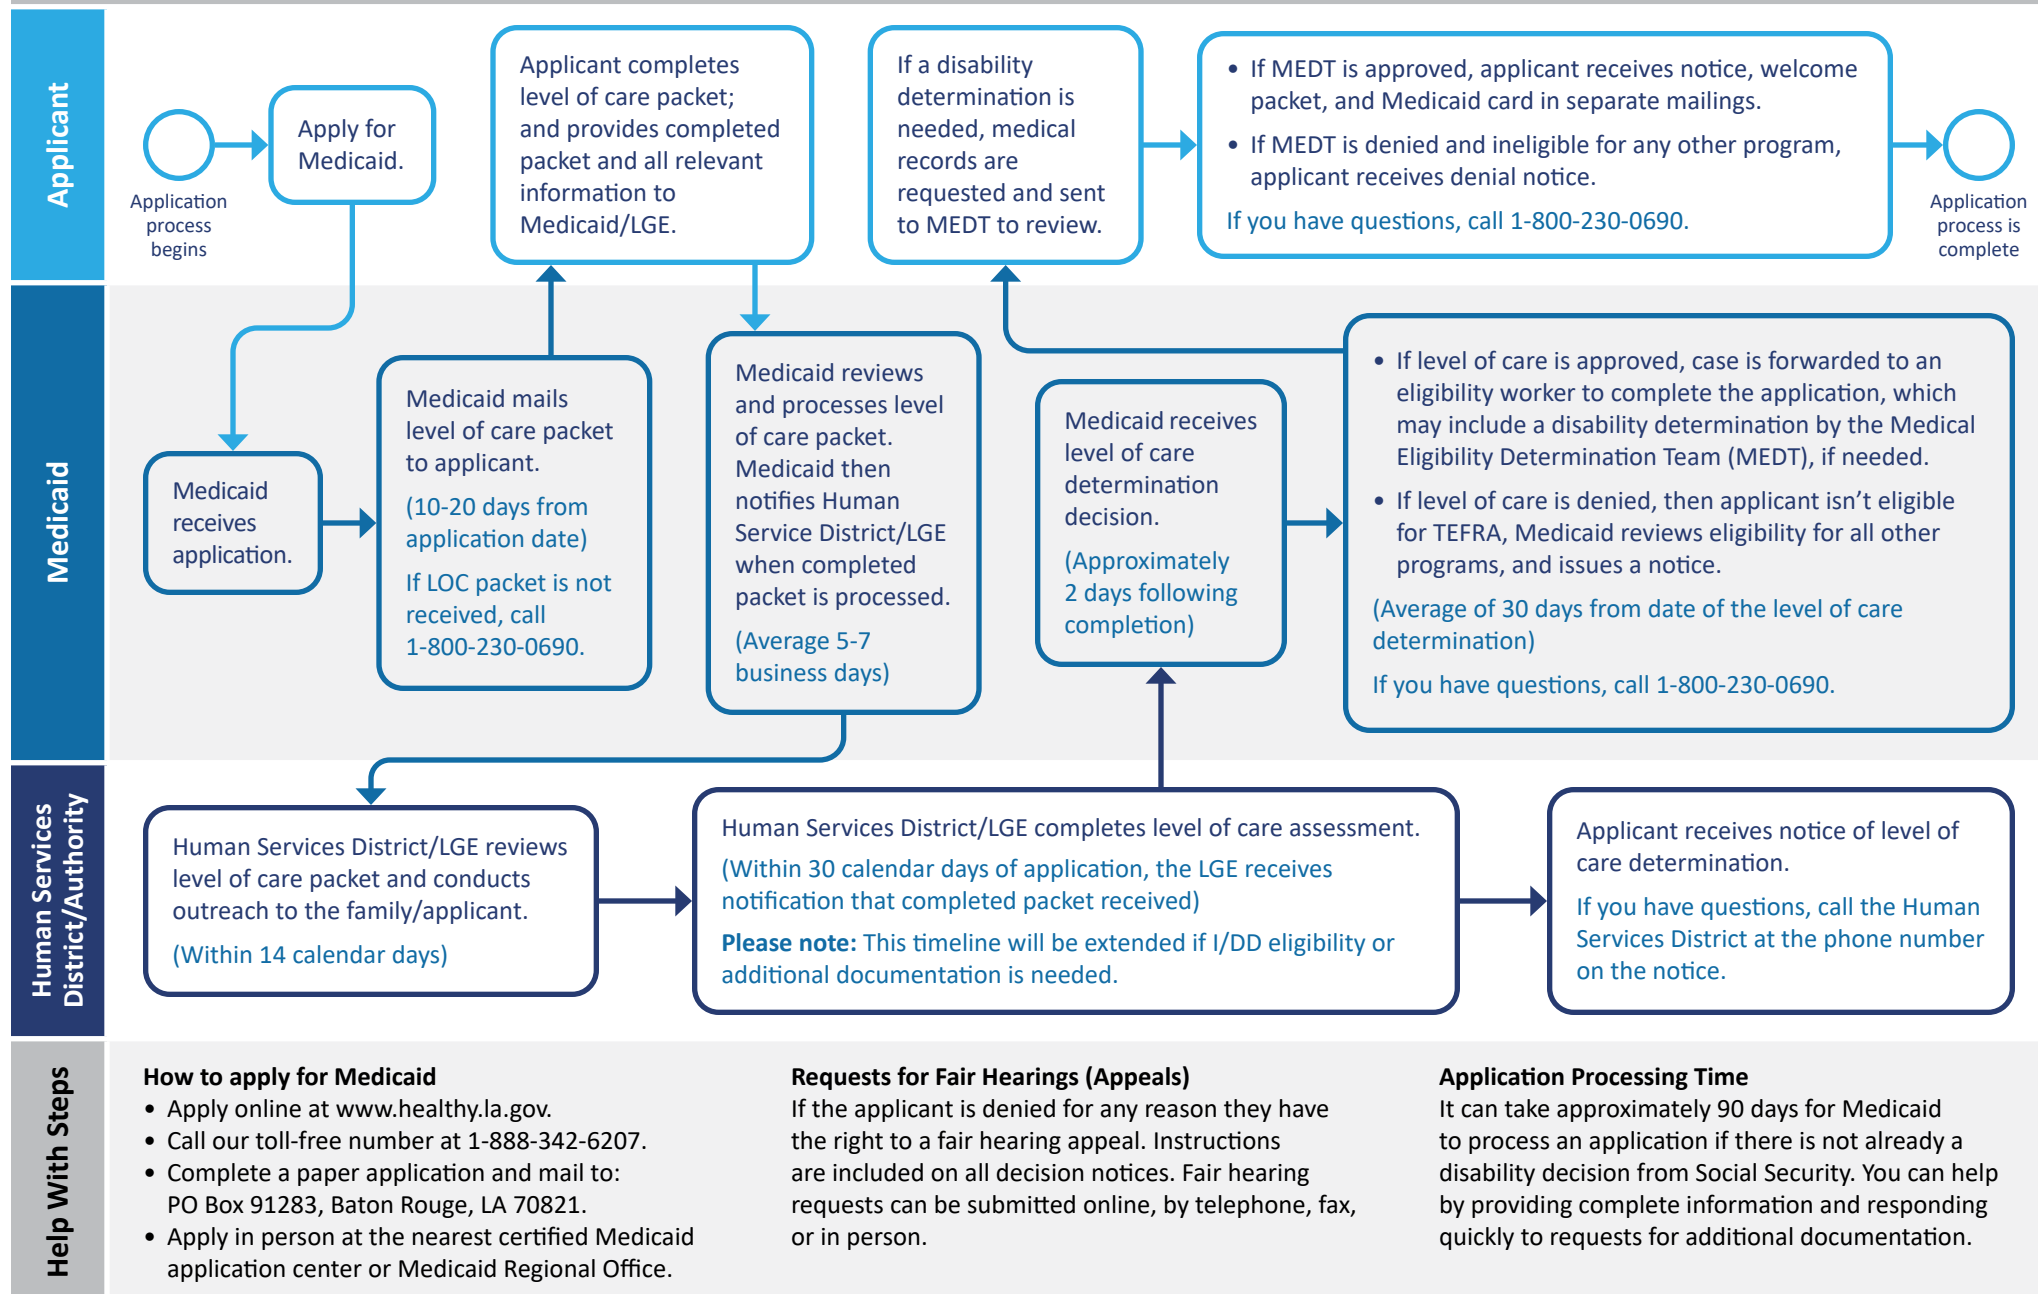 Applicant
Application
process
begins
Apply for
Medicaid.
Applicant completes
level of care packet;
and provides completed
packet and all relevant
information to
Medicaid/LGE.
If a disability
determination is
needed, medical
records are
requested and sent
to MEDT to review.
• If MEDT is approved, applicant receives notice, welcome
packet, and Medicaid card in separate mailings.
• If MEDT is denied and ineligible for any other program,
applicant receives denial notice.
If you have questions, call 1-800-230-0690.
Application
process is
complete
Medicaid
Medicaid
receives
application.
Medicaid mails
level of care packet
to applicant.
(10-20 days from
application date)
If LOC packet is not
received, call
1-800-230-0690.
Medicaid reviews
and processes level
of care packet.
Medicaid then
notifies Human
Service District/LGE
when completed
packet is processed.
(Average 5-7
business days)
Medicaid receives
level of care
determination
decision.
(Approximately
2 days following
completion)
• If level of care is approved, case is forwarded to an
eligibility worker to complete the application, which
may include a disability determination by the Medical
Eligibility Determination Team (MEDT), if needed.
• If level of care is denied, then applicant isn’t eligible
for TEFRA, Medicaid reviews eligibility for all other
programs, and issues a notice.
(Average of 30 days from date of the level of care
determination)
If you have questions, call 1-800-230-0690.
Human Services
District/Authority
Human Services District/LGE reviews
level of care packet and conducts
outreach to the family/applicant.
(Within 14 calendar days)
Human Services District/LGE completes level of care assessment.
(Within 30 calendar days of application, the LGE receives
notification that completed packet received)
Please note: This timeline will be extended if I/DD eligibility or
additional documentation is needed.
Applicant receives notice of level of
care determination.
If you have questions, call the Human
Services District at the phone number
on the notice.
Help With Steps
How to apply for Medicaid
• Apply online at www.healthy.la.gov.
• Call our toll-free number at 1-888-342-6207.
• Complete a paper application and mail to:
PO Box 91283, Baton Rouge, LA 70821.
• Apply in person at the nearest certified Medicaid
application center or Medicaid Regional Office.
Requests for Fair Hearings (Appeals)
If the applicant is denied for any reason they have
the right to a fair hearing appeal. Instructions
are included on all decision notices. Fair hearing
requests can be submitted online, by telephone, fax,
or in person.
Application Processing Time
It can take approximately 90 days for Medicaid
to process an application if there is not already a
disability decision from Social Security. You can help
by providing complete information and responding
quickly to requests for additional documentation.